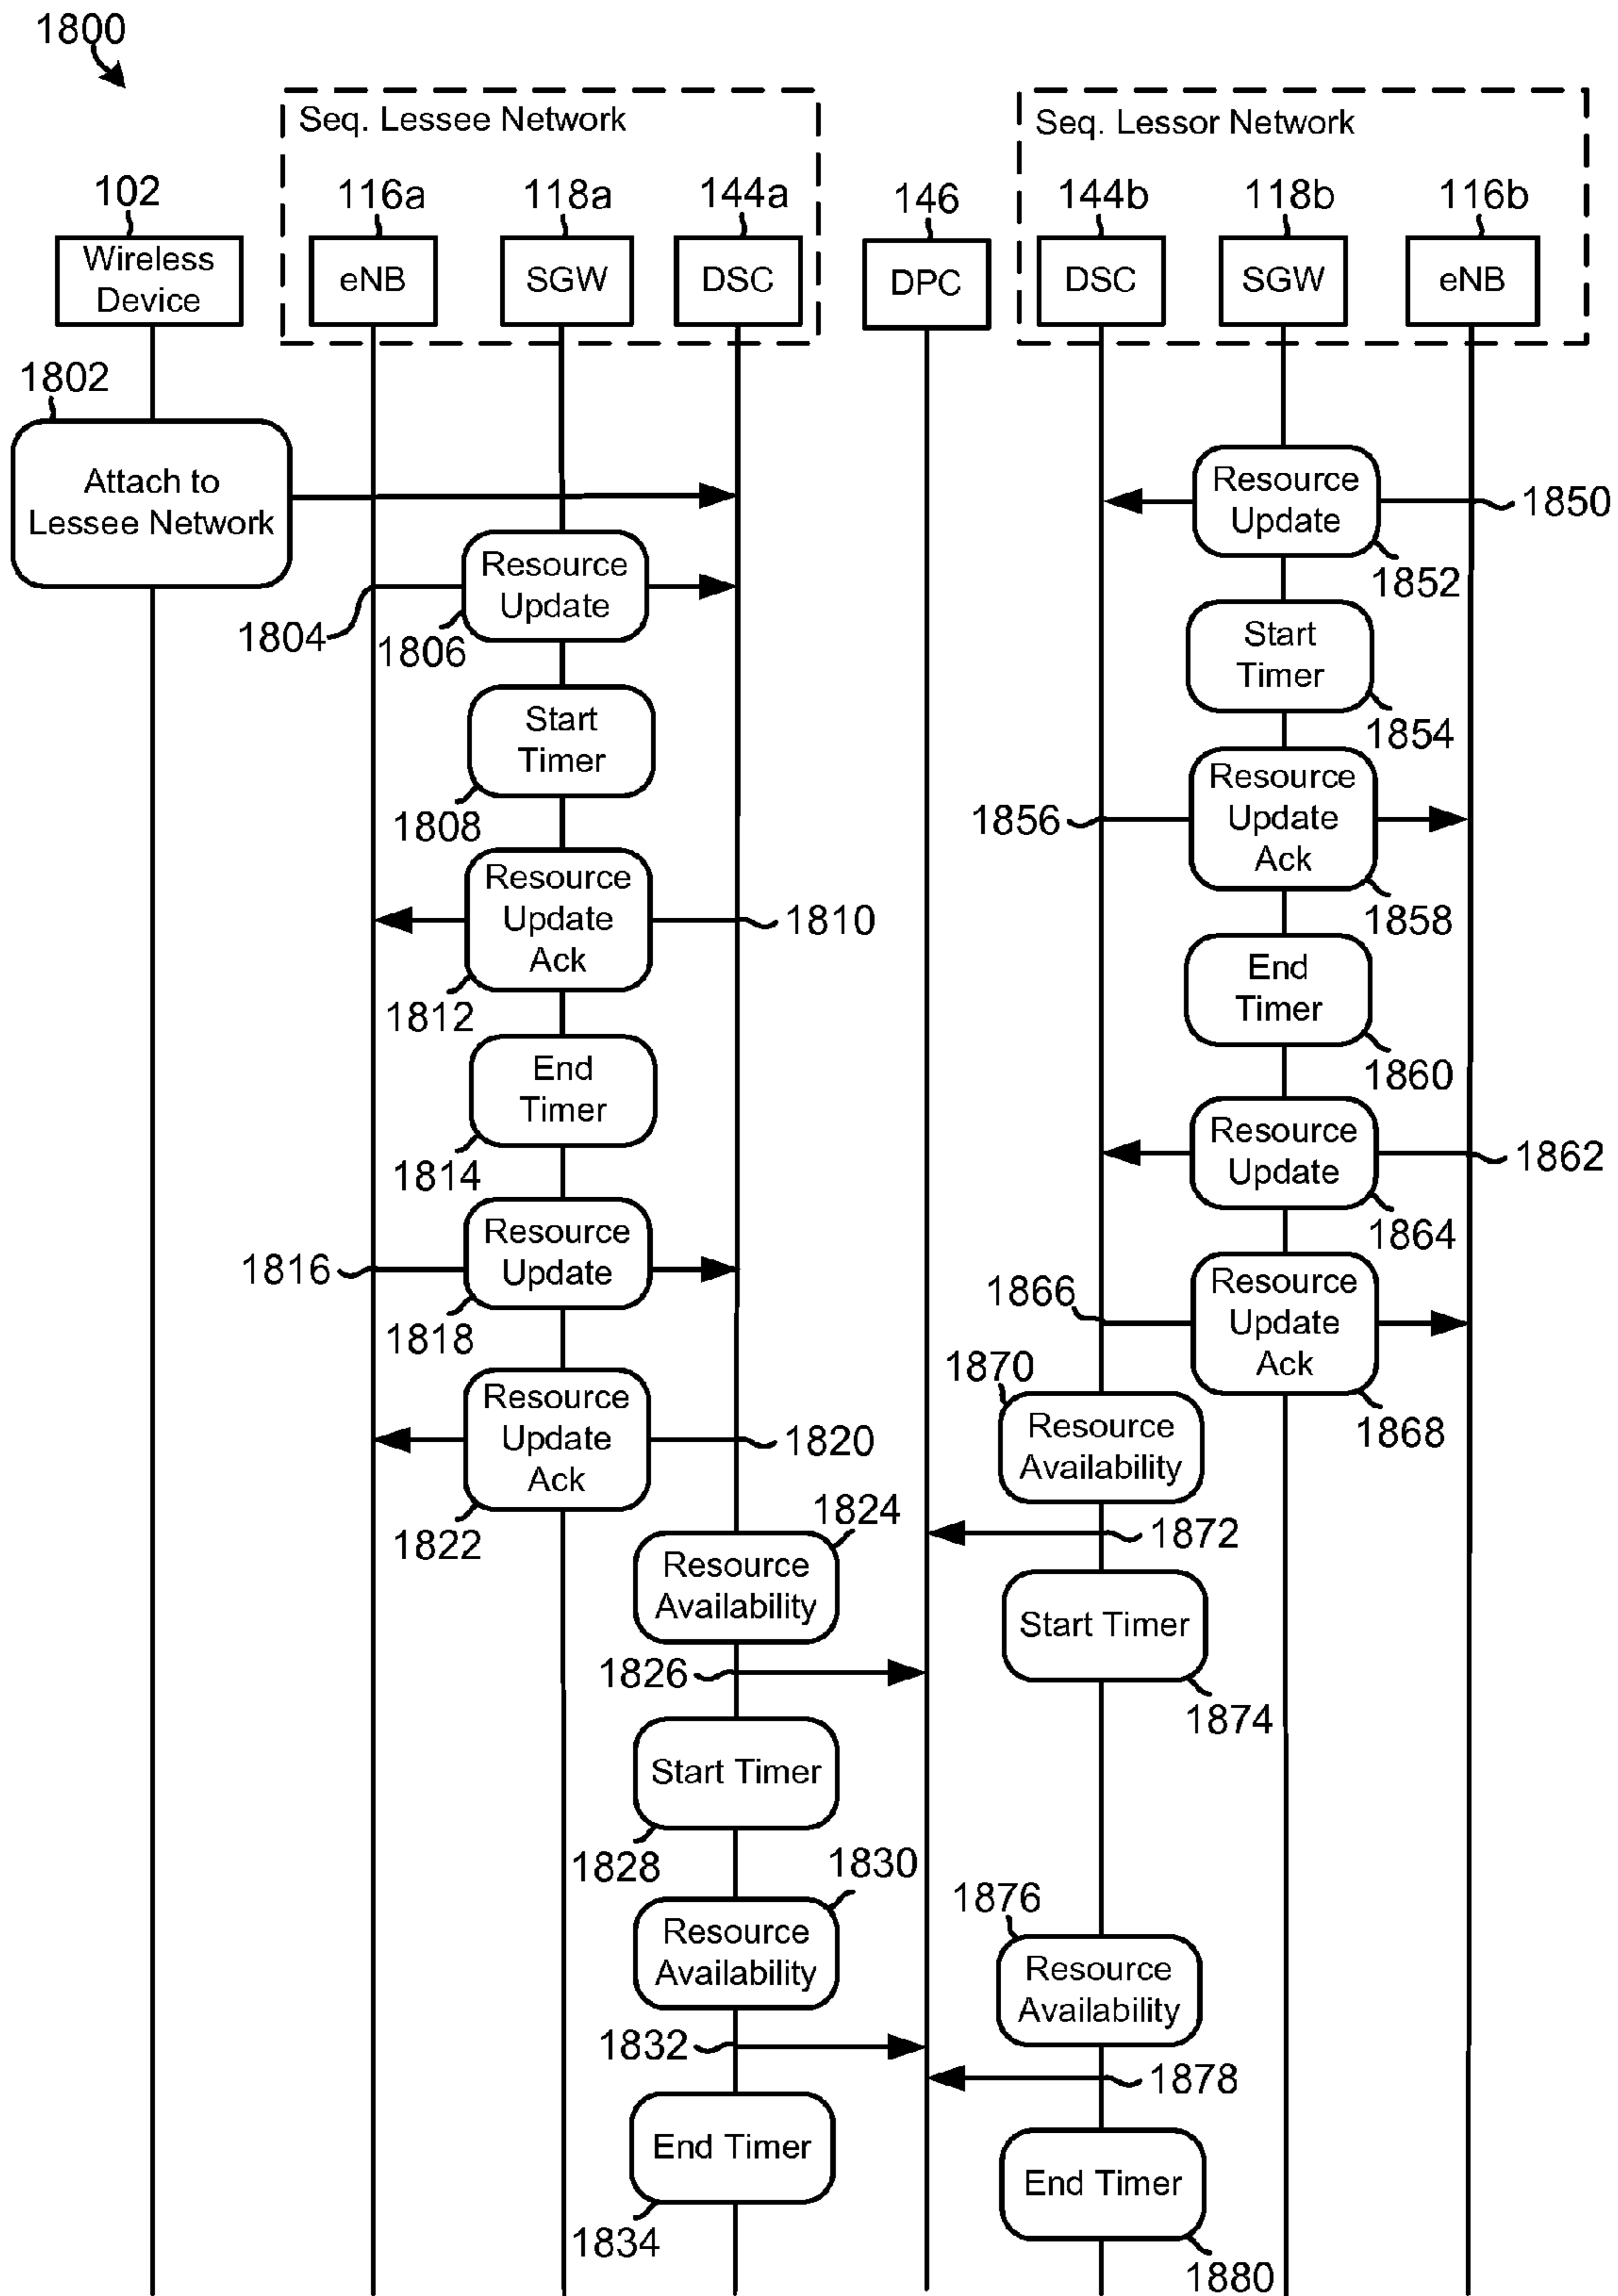 1800
Seq. Lessee Network
Seq. Lessor Network
102
116a
118a
144a
146
144b
118b
116b
Wireless
Device
eNB
SGW
DSC
DPC
DSC
SGW
eNB
1802
Attach to
Lessee Network
Resource
Update
1850
1852
Resource
Update
1804
1806
Start
Timer
1854
Start
Timer
1808
Resource
Update
Ack
1856
1858
Resource
Update
Ack
1810
1812
End
Timer
1860
End
Timer
1814
Resource
Update
1862
1864
Resource
Update
1816
1818
Resource
Update
Ack
1866
1868
Resource
Update
Ack
1820
1822
1870
Resource
Availability
1872
1824
Resource
Availability
1826
Start Timer
1874
Start Timer
1828
1830
Resource
Availability
1832
1876
Resource
Availability
1878
End Timer
1834
End Timer
1880